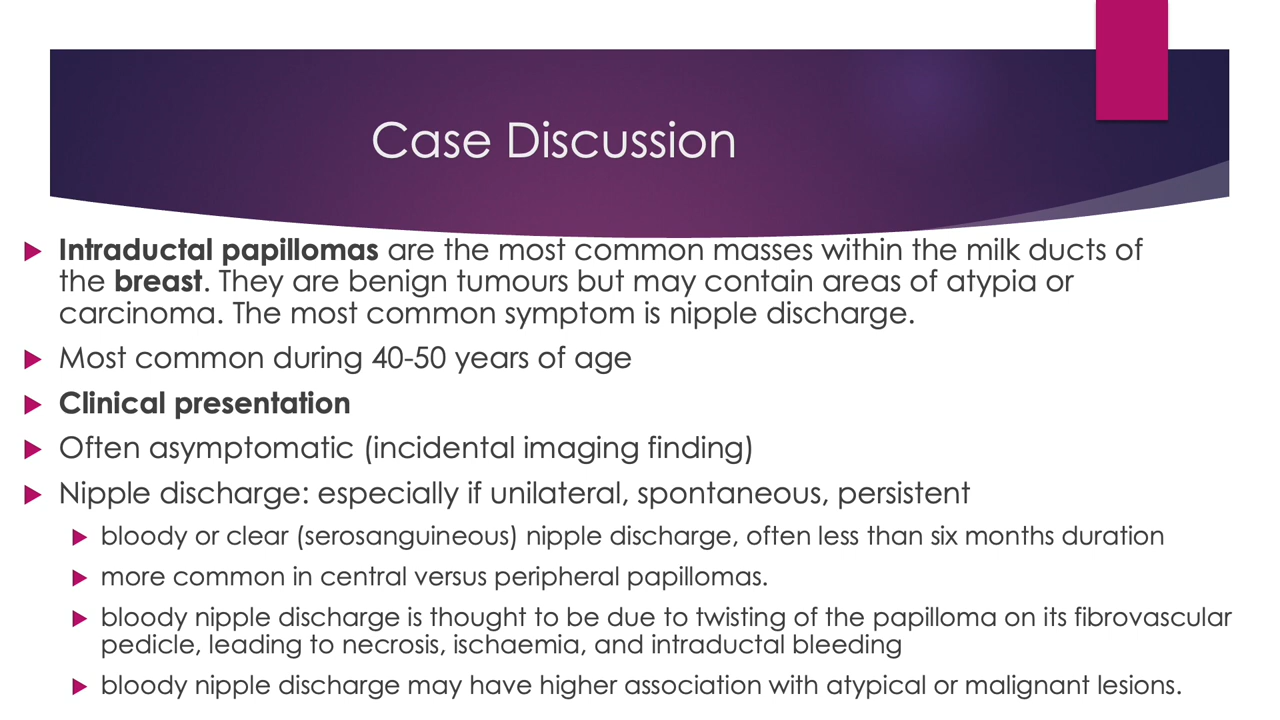 Case Discussion
Intraductal papillomas are the most common masses within the milk ducts of
the breast. They are benign tumours but may contain areas of atypia or
carcinoma. The most common symptom is nipple discharge.
Most common during 40-50 years of age
Clinical presentation
Often asymptomatic (incidental imaging finding)
Nipple discharge: especially if unilateral, spontaneous, persistent
bloody or clear (serosanguineous) nipple discharge, often less than six months duration
more common in central versus peripheral papillomas.
bloody nipple discharge is thought to be due to twisting of the papilloma on its fibrovascular
pedicle, leading to necrosis, ischaemia, and intraductal bleeding
bloody nipple discharge may have higher association with atypical or malignant lesions.